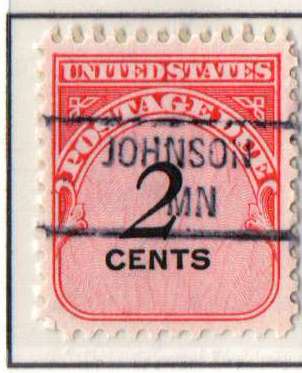 UNITED STATES
POSTAGE DUE
JOHNSON
2
MN
CENTS